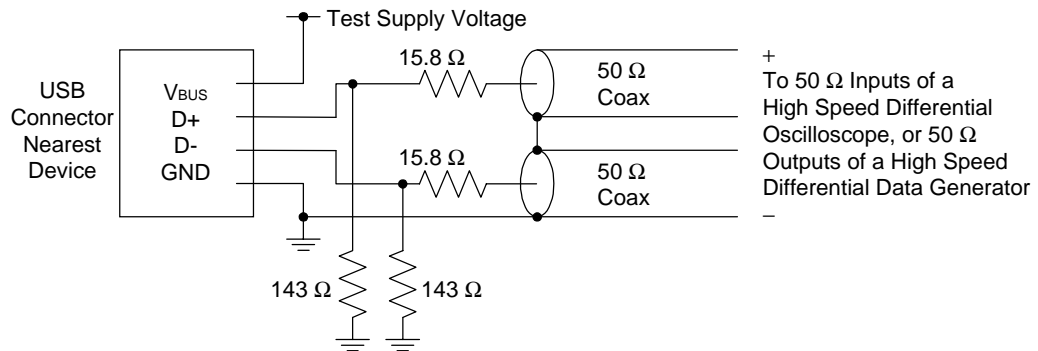 Test Supply Voltage
15.8 Ω
USB
Connector
Nearest
Device
VBUS
D+
D-
GND
50 Ω
Coax
15.8 Ω
50 Ω
Coax
+
To 50 Ω Inputs of a
High Speed Differential
Oscilloscope, or 50 Ω
Outputs of a High Speed
Differential Data Generator
−
143 Ω
143 Ω